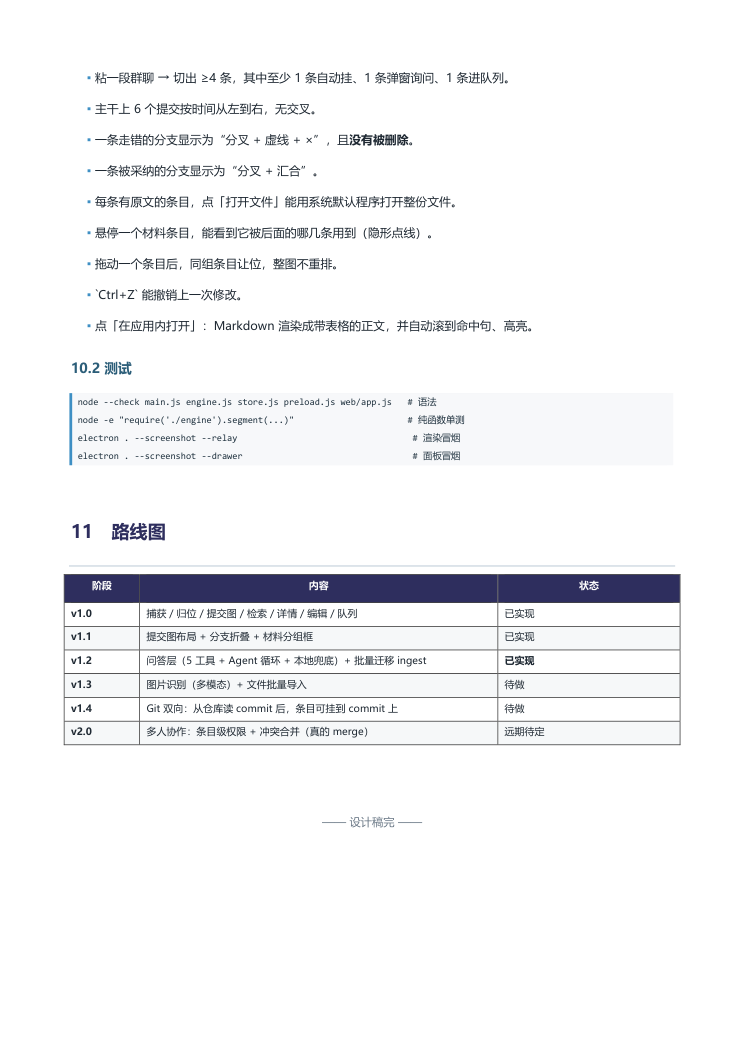 ▪ 粘一段群聊 → 切出 ≥4 条，其中至少 1 条自动挂、1 条弹窗询问、1 条进队列。
▪ 主干上 6 个提交按时间从左到右，无交叉。
▪ 一条走错的分支显示为“分叉 + 虚线 + ×”，且没有被删除。
▪ 一条被采纳的分支显示为“分叉 + 汇合”。
▪ 每条有原文的条目，点「打开文件」能用系统默认程序打开整份文件。
▪ 悬停一个材料条目，能看到它被后面的哪几条用到（隐形点线）。
▪ 拖动一个条目后，同组条目让位，整图不重排。
▪ `Ctrl+Z` 能撤销上一次修改。
▪ 点「在应用内打开」：Markdown 渲染成带表格的正文，并自动滚到命中句、高亮。
10.2 测试
node --check main.js engine.js store.js preload.js web/app.js # 语法
node -e "require('./engine').segment(...)" # 纯函数单测
electron . --screenshot --relay # 渲染冒烟
electron . --screenshot --drawer # 面板冒烟
11 路线图
阶段 内容 状态
v1.0 捕获 / 归位 / 提交图 / 检索 / 详情 / 编辑 / 队列 已实现
v1.1 提交图布局 + 分支折叠 + 材料分组框 已实现
v1.2 问答层（5 工具 + Agent 循环 + 本地兜底）+ 批量迁移 ingest 已实现
v1.3 图片识别（多模态）+ 文件批量导入 待做
v1.4 Git 双向：从仓库读 commit 后，条目可挂到 commit 上 待做
v2.0 多人协作：条目级权限 + 冲突合并（真的 merge） 远期待定
—— 设计稿完 ——